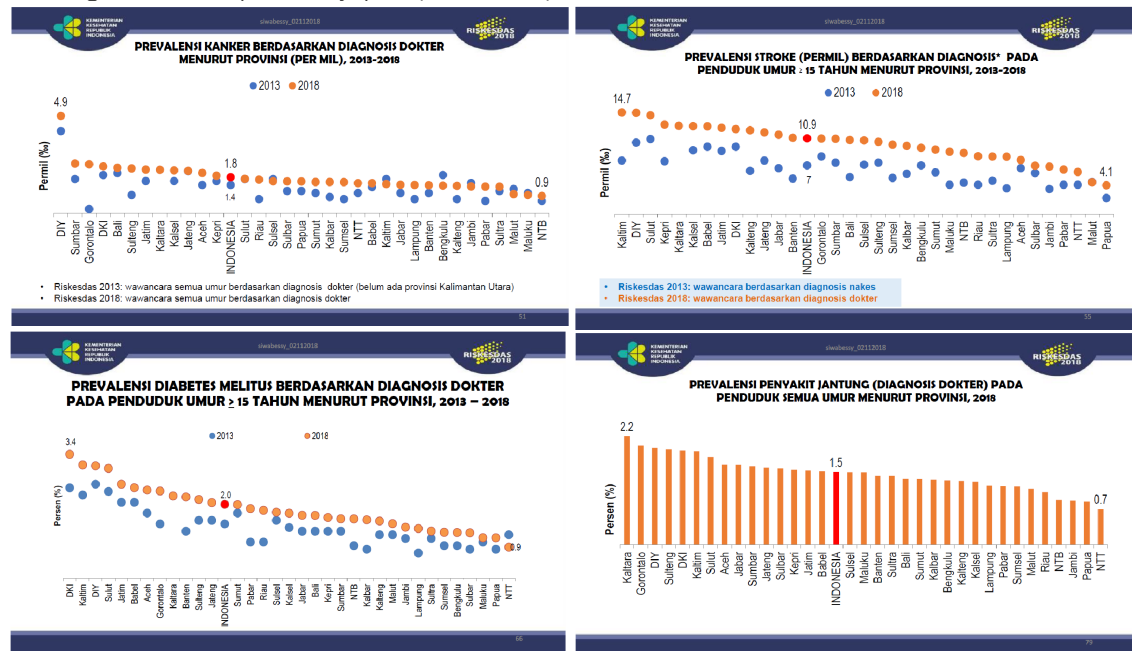 KEMENTERIAN
KESEHATAN
REPUBLIK
INDONESIA
siwabessy_02112018
RISKESDAS
2018
PREVALENSI KANKER BERDASARKAN DIAGNOSIS DOKTER
MENURUT PROVINSI (PER MIL), 2013-2018
2013 2018
4.9
1.8
1.4
0.9
Permil (‰)
DIY
Sumbar
Gorontalo
DKI
Bali
Sulteng
Jatim
Kaltara
Kalsel
Jateng
Aceh
Kepri
INDONESIA
Sulut
Riau
Sulsel
Sulbar
Papua
Sumut
Kalbar
Sumsel
NTT
Babel
Kaltim
Jabar
Lampung
Banten
Bengkulu
Kalteng
Jambi
Pabar
Sultra
Malut
Maluku
NTB
• Riskesdas 2013: wawancara semua umur berdasarkan diagnosis dokter (belum ada provinsi Kalimantan Utara)
• Riskesdas 2018: wawancara semua umur berdasarkan diagnosis dokter
51
KEMENTERIAN
KESEHATAN
REPUBLIK
INDONESIA
siwabessy_02112018
RISKESDAS
2018
PREVALENSI STROKE (PERMIL) BERDASARKAN DIAGNOSIS* PADA
PENDUDUK UMUR ≥ 15 TAHUN MENURUT PROVINSI, 2013-2018
2013 2018
14.7
10.9
7
4.1
Permil (‰)
Kaltim
DIY
Sulut
Kepri
Kaltara
Kalsel
Babel
Jatim
DKI
Kalteng
Jateng
Jabar
Banten
INDONESIA
Gorontalo
Sumbar
Bali
Sulsel
Sulteng
Sumsel
Kalbar
Bengkulu
Sumut
Maluku
NTB
Riau
Sultra
Lampung
Aceh
Sulbar
Jambi
Pabar
NTT
Malut
Papua
• Riskesdas 2013: wawancara berdasarkan diagnosis nakes
• Riskesdas 2018: wawancara berdasarkan diagnosis dokter
55
KEMENTERIAN
KESEHATAN
REPUBLIK
INDONESIA
siwabessy_02112018
RISKESDAS
2018
PREVALENSI DIABETES MELITUS BERDASARKAN DIAGNOSIS DOKTER
PADA PENDUDUK UMUR ≥ 15 TAHUN MENURUT PROVINSI, 2013 – 2018
2013 2018
3.4
2.0
0.9
Persen (%)
DKI
Kaltim
DIY
Sulut
Jatim
Babel
Aceh
Gorontalo
Kaltara
Banten
Sulteng
Jateng
INDONESIA
Sumut
Pabar
Riau
Sulsel
Kalsel
Jabar
Bali
Kepri
Sumbar
NTB
Kalbar
Kalteng
Malut
Jambi
Lampung
Sultra
Sumsel
Bengkulu
Sulbar
Maluku
Papua
NTT
66
KEMENTERIAN
KESEHATAN
REPUBLIK
INDONESIA
siwabessy_02112018
RISKESDAS
2018
PREVALENSI PENYAKIT JANTUNG (DIAGNOSIS DOKTER) PADA
PENDUDUK SEMUA UMUR MENURUT PROVINSI, 2018
2.2
1.5
0.7
Persen (%)
Kaltara
Gorontalo
DIY
Sulteng
DKI
Kaltim
Sulut
Aceh
Jabar
Sumbar
Jateng
Kepri
Jatim
Babel
INDONESIA
Sulsel
Maluku
Banten
Sultra
Bali
Sumut
Kalbar
Bengkulu
Kalteng
Kalsel
Lampung
Pabar
Sumsel
Malut
Riau
NTB
Jambi
Papua
NTT
79